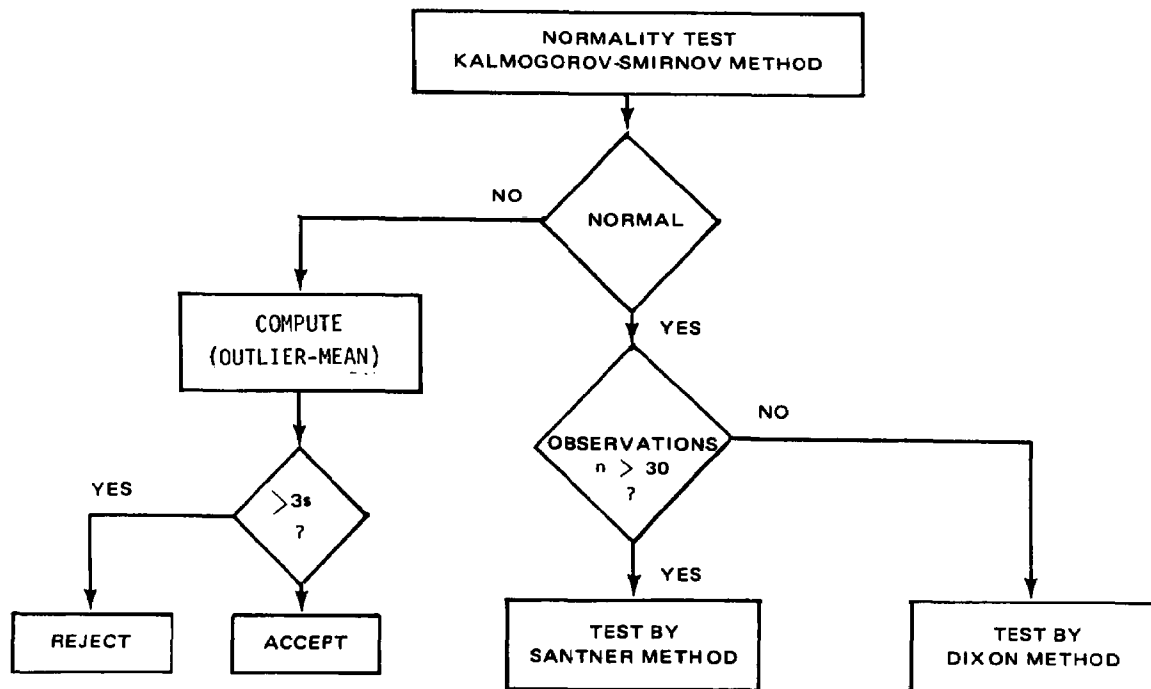 NORMALITY TEST
KALMOGOROV-SMIRNOV METHOD
NO
NORMAL
COMPUTE
(OUTLIER-MEAN)
YES
OBSERVATIONS
n > 30
?
NO
YES
>3s
?
YES
REJECT
ACCEPT
TEST BY
SANTNER METHOD
TEST BY
DIXON METHOD